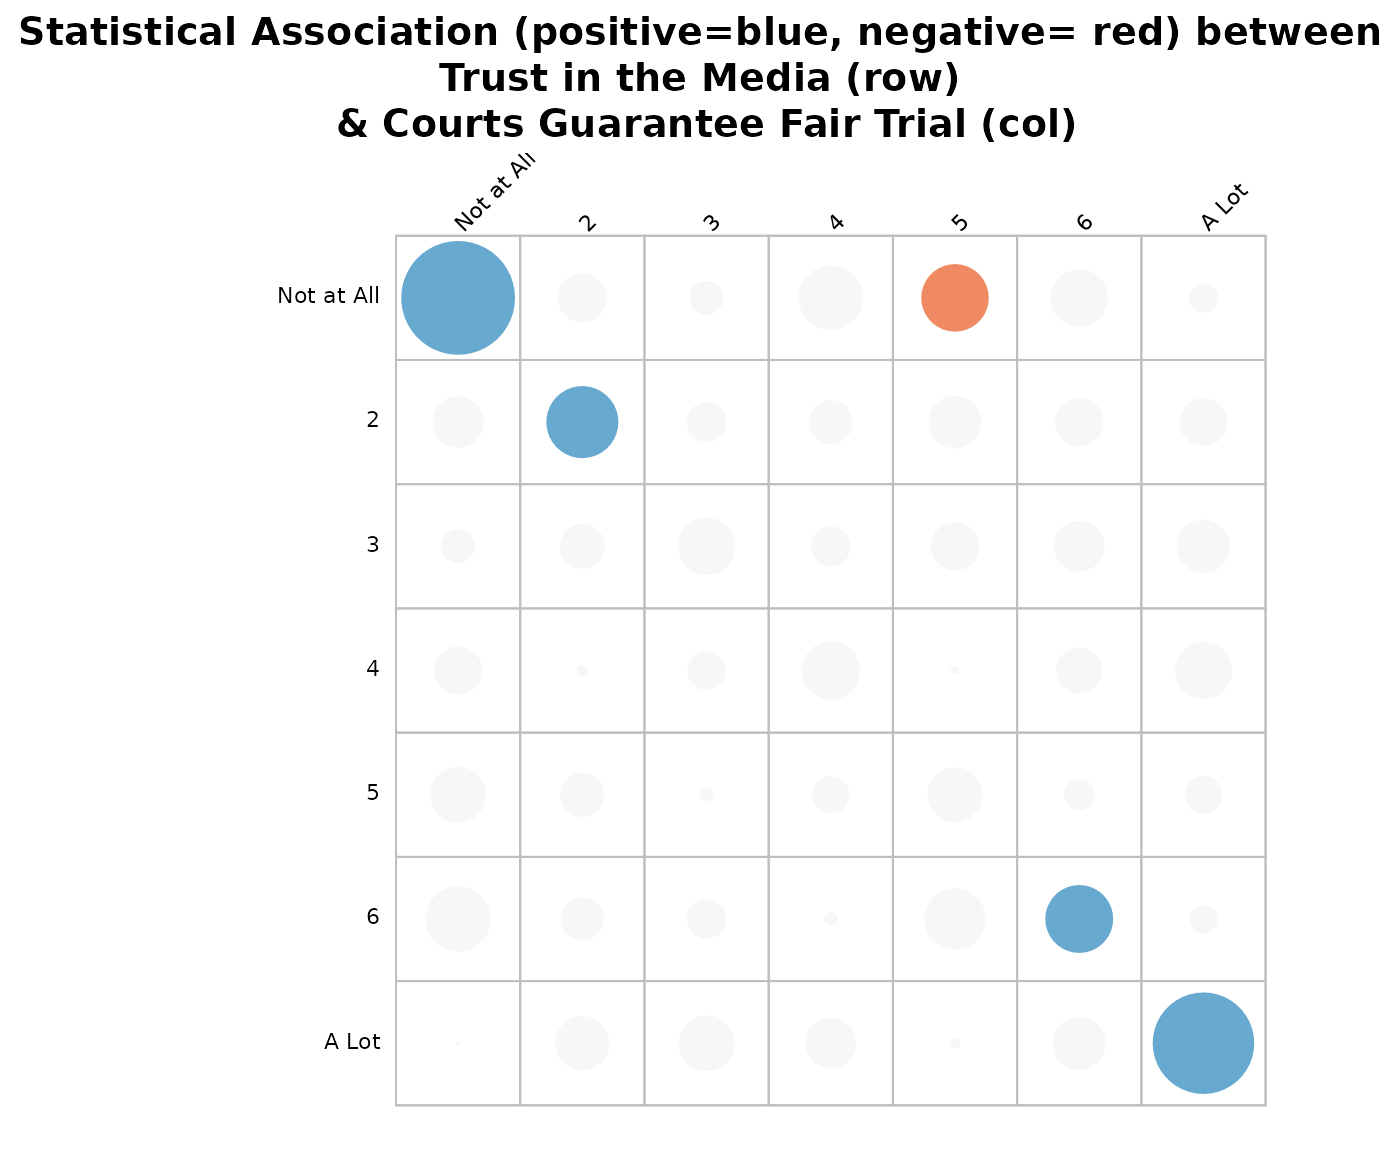 Statistical Association (positive=blue, negative= red) between
Trust in the Media (row)
& Courts Guarantee Fair Trial (col)
Not at All 2 3 4 5 6 A Lot
Not at All
2
3
4
5
6
A Lot